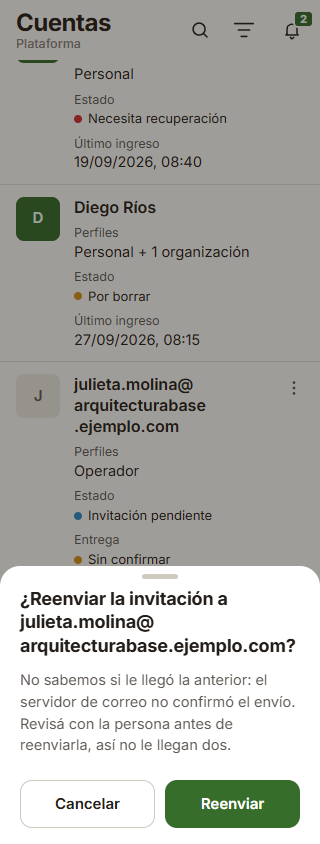 Cuentas
Plataforma
2
Personal
Estado
Necesita recuperación
Último ingreso
19/09/2026, 08:40
D
Diego Ríos
Perfiles
Personal + 1 organización
Estado
Por borrar
Último ingreso
27/09/2026, 08:15
J
julieta.molina@
arquitecturabase
.ejemplo.com
Perfiles
Operador
Estado
Invitación pendiente
Entrega
Sin confirmar
¿Reenviar la invitación a
julieta.molina@
arquitecturabase.ejemplo.com?
No sabemos si le llegó la anterior: el
servidor de correo no confirmó el envío.
Revisá con la persona antes de
reenviarla, así no le llegan dos.
Cancelar
Reenviar